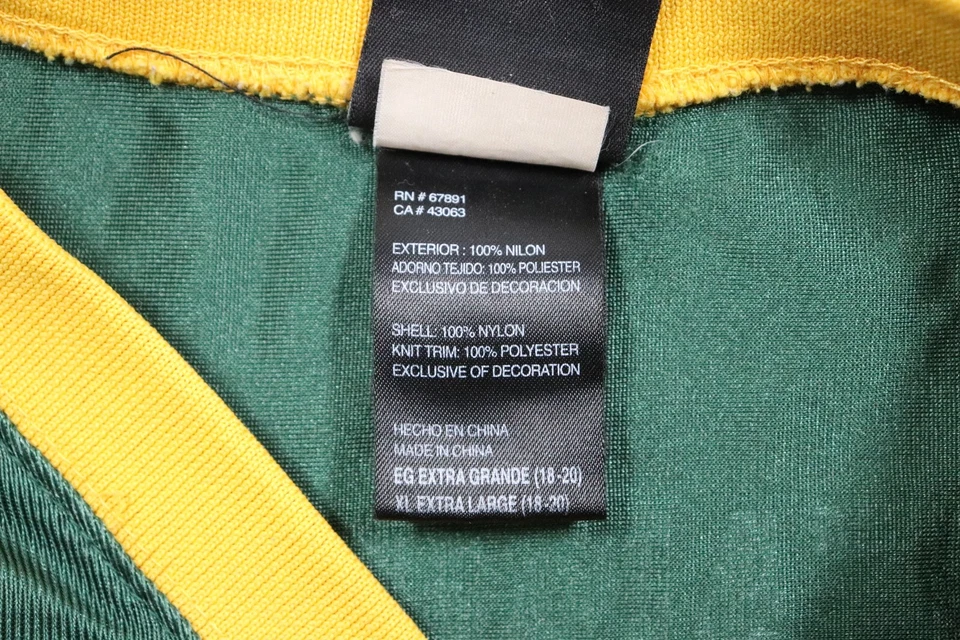 RN # 67891
CA # 43063
EXTERIOR : 100% NILON
ADORNO TEJIDO: 100% POLIESTER
EXCLUSIVO DE DECORACION
SHELL: 100% NYLON
KNIT TRIM: 100% POLYESTER
EXCLUSIVE OF DECORATION
HECHO EN CHINA
MADE IN CHINA
EG EXTRA GRANDE (18-20)
XL EXTRA LARGE (18-20)